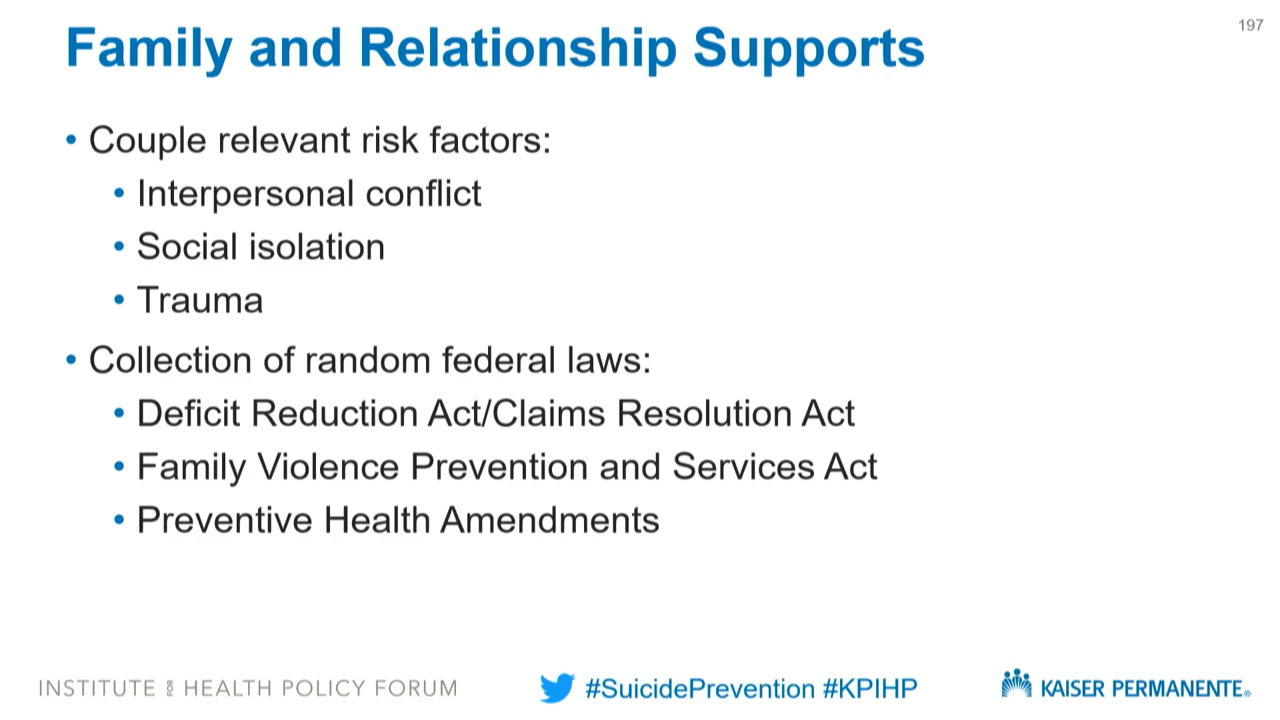 Family and Relationship Supports
197
• Couple relevant risk factors:
• Interpersonal conflict
• Social isolation
• Trauma
• Collection of random federal laws:
• Deficit Reduction Act/Claims Resolution Act
• Family Violence Prevention and Services Act
• Preventive Health Amendments
INSTITUTE FOR HEALTH POLICY FORUM
#SuicidePrevention #KPIHP
KAISER PERMANENTE®